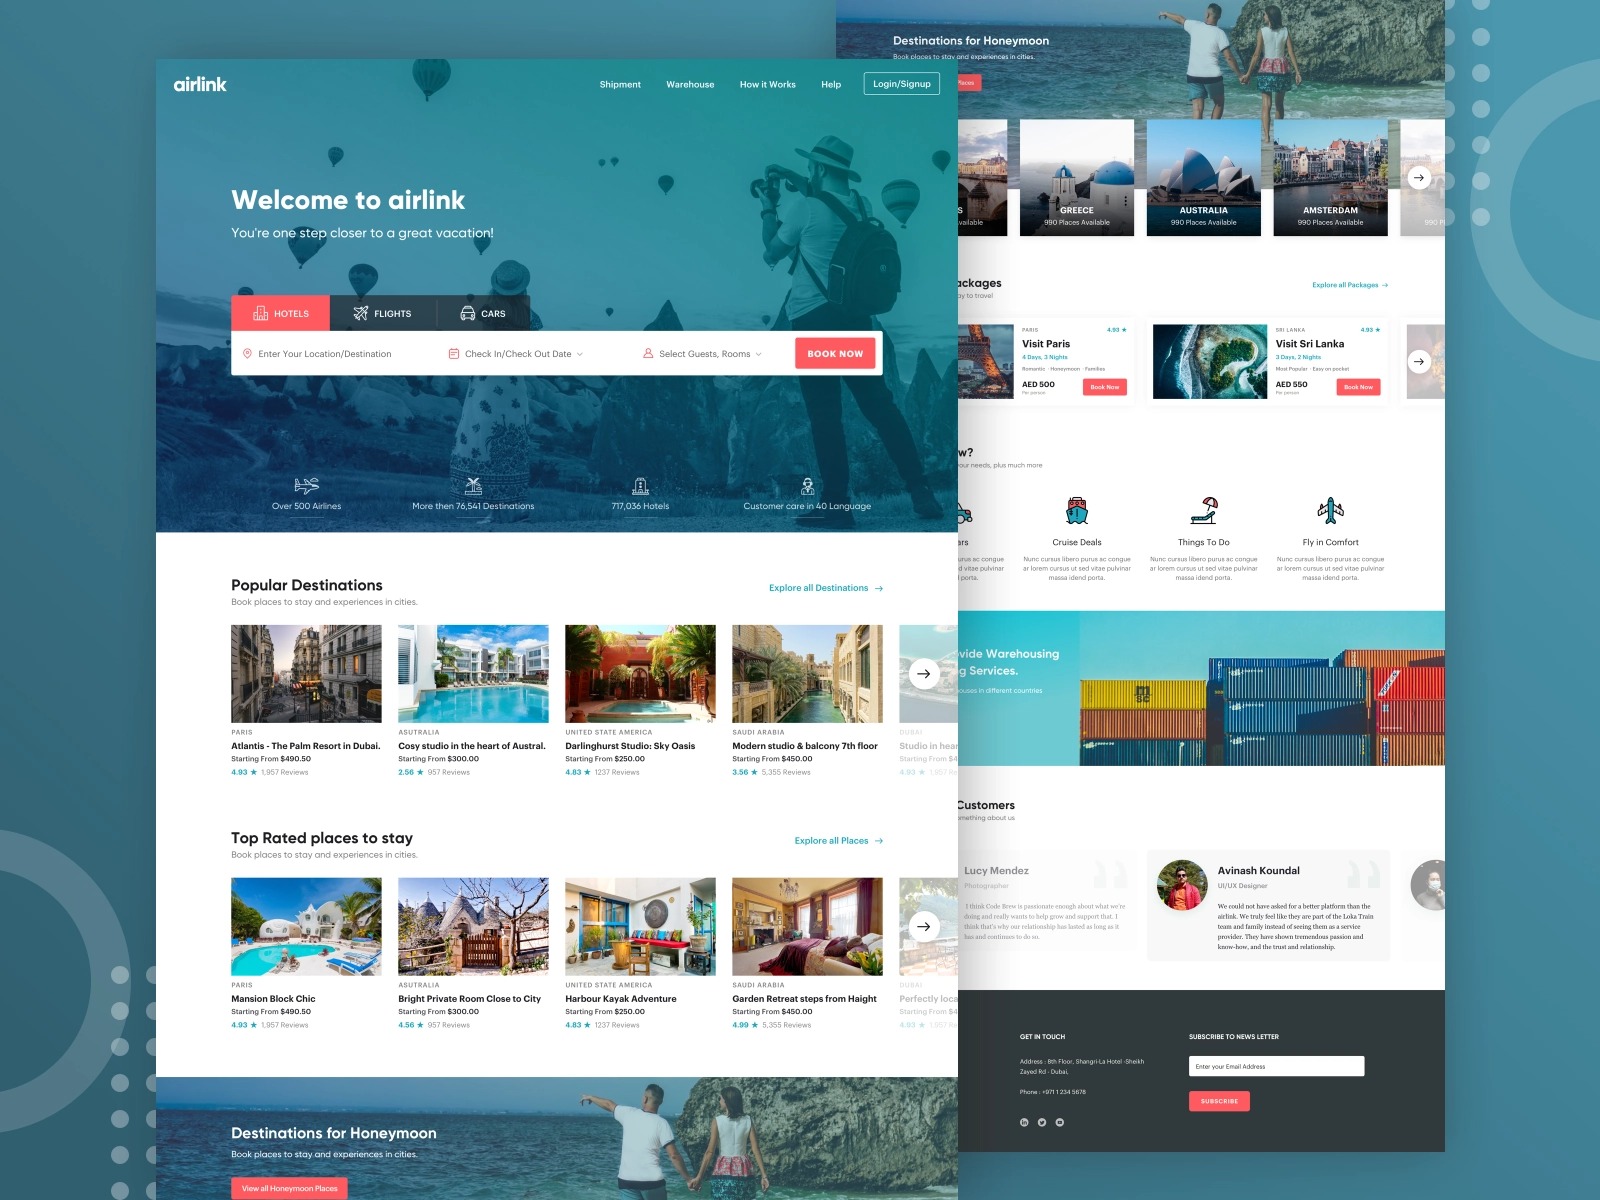 airlink
Shipment
Warehouse
How it Works
Help
Login/Signup
Welcome to airlink
You're one step closer to a great vacation!
HOTELS
FLIGHTS
CARS
Enter Your Location/Destination
Check In/Check Out Date
Select Guests, Rooms
BOOK NOW
Over 500 Airlines
More then 76,541 Destinations
717,036 Hotels
Customer care in 40 Language
Popular Destinations
Book places to stay and experiences in cities.
Explore all Destinations
PARIS
Atlantis - The Palm Resort in Dubai.
Starting From $490.50
4.93 ★ 1,957 Reviews
ASUTRALIA
Cosy studio in the heart of Austral.
Starting From $300.00
2.56 ★ 957 Reviews
UNITED STATE AMERICA
Darlinghurst Studio: Sky Oasis
Starting From $250.00
4.83 ★ 1237 Reviews
SAUDI ARABIA
Modern studio & balcony 7th floor
Starting From $450.00
3.56 ★ 5,355 Reviews
DUBAI
Studio in hear
Starting From $4
4.93 ★ 1,957 Re
Top Rated places to stay
Book places to stay and experiences in cities.
Explore all Places
PARIS
Mansion Block Chic
Starting From $490.50
4.93 ★ 1,957 Reviews
ASUTRALIA
Bright Private Room Close to City
Starting From $300.00
4.56 ★ 957 Reviews
UNITED STATE AMERICA
Harbour Kayak Adventure
Starting From $250.00
4.83 ★ 1237 Reviews
SAUDI ARABIA
Garden Retreat steps from Haight
Starting From $450.00
4.99 ★ 5,355 Reviews
DUBAI
Perfectly loca
Starting From $4
4.93 ★ 1,957 Re
Destinations for Honeymoon
Book places to stay and experiences in cities.
View all Honeymoon Places
Destinations for Honeymoon
Book places to stay and experiences in cities.
Places
S
vailable
GREECE
990 Places Available
AUSTRALIA
990 Places Available
AMSTERDAM
990 Places Available
990 Pl
ackages
ay to travel
Explore all Packages
PARIS
4.93 ★
Visit Paris
4 Days, 3 Nights
Romantic · Honeymoon · Families
AED 500
Per person
Book Now
SRI LANKA
4.93 ★
Visit Sri Lanka
3 Days, 2 Nights
Most Popular · Easy on pocket
AED 550
Per person
Book Now
w?
your needs, plus much more
ars
purus ac congue
d vitae pulvinar
d porta.
Cruise Deals
Nunc cursus libero purus ac congue
ar lorem cursus ut sed vitae pulvinar
massa idend porta.
Things To Do
Nunc cursus libero purus ac congue
ar lorem cursus ut sed vitae pulvinar
massa idend porta.
Fly in Comfort
Nunc cursus libero purus ac congue
ar lorem cursus ut sed vitae pulvinar
massa idend porta.
vide Warehousing
g Services.
ouses in different countries
msc
Customers
omething about us
Lucy Mendez
Photographer
I think Code Brew is passionate enough about what we're
doing and really wants to help grow and support that. I
think that's why our relationship has lasted as long as it
has and continues to do so.
Avinash Koundal
UI/UX Designer
We could not have asked for a better platform than the
airlink. We truly feel like they are part of the Loka Train
team and family instead of seeing them as a service
provider. They have shown tremendous passion and
know-how, and the trust and relationship.
GET IN TOUCH
Address : 8th Floor, Shangri-La Hotel -Sheikh
Zayed Rd - Dubai,
Phone : +971 1 234 5678
SUBSCRIBE TO NEWS LETTER
Enter your Email Address
SUBSCRIBE